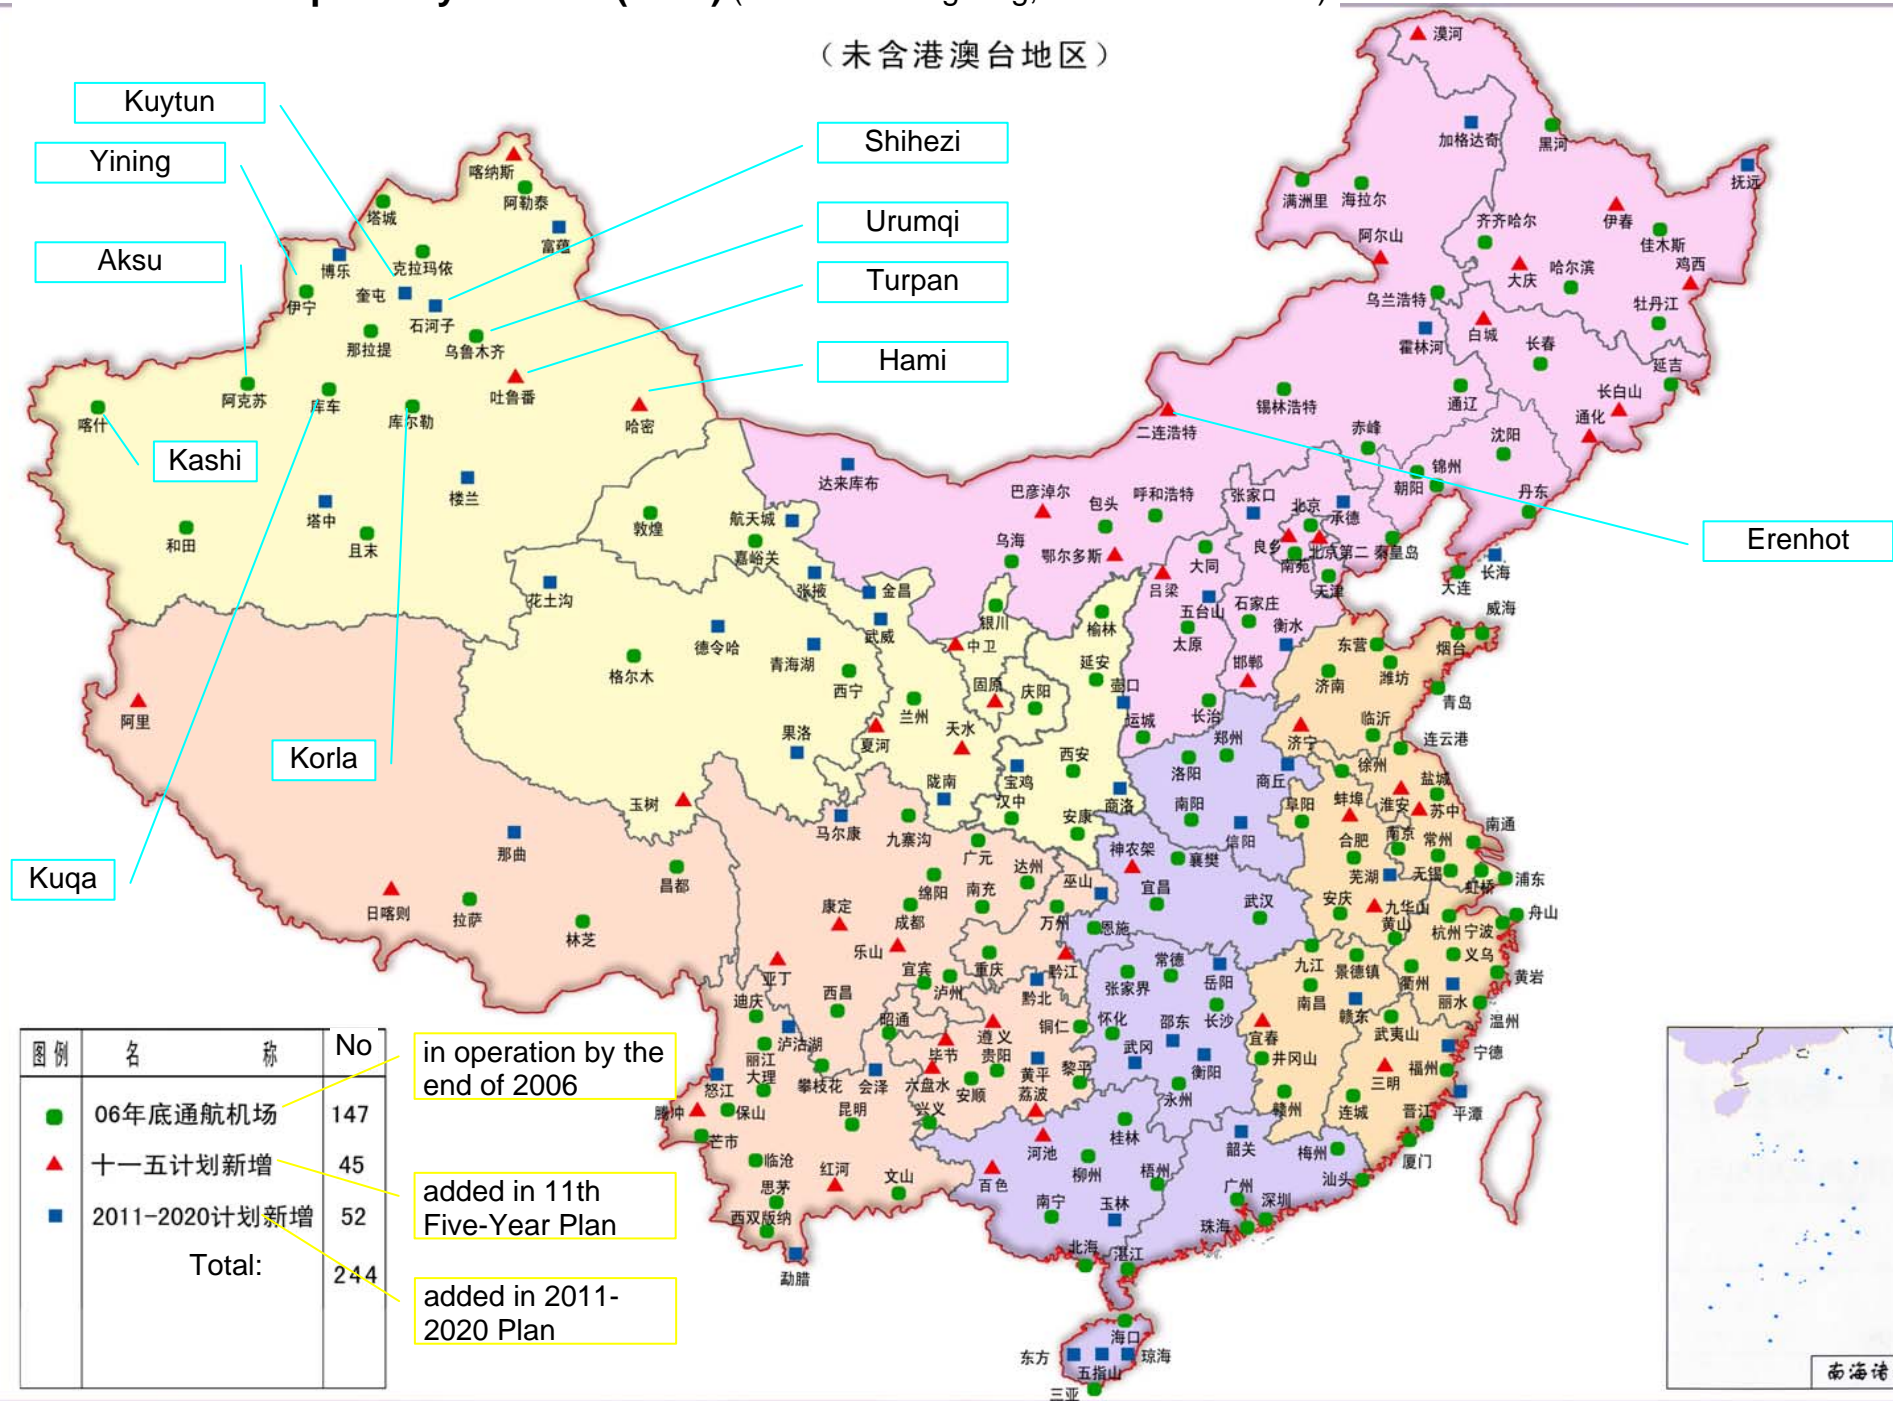 （未含港澳台地区）
Kuytun
Yining
Aksu
Shihezi
Urumqi
Turpan
Hami
Kashi
Korla
Kuqa
Erenhot
漠河
加格达奇
黑河
抚远
满洲里
海拉尔
齐齐哈尔
伊春
佳木斯
阿尔山
大庆
哈尔滨
鸡西
乌兰浩特
牡丹江
霍林河
白城
长春
延吉
锡林浩特
通辽
长白山
通化
二连浩特
赤峰
沈阳
锦州
朝阳
丹东
喀纳斯
阿勒泰
塔城
富蕴
博乐
克拉玛依
伊宁
奎屯
石河子
那拉提
乌鲁木齐
吐鲁番
阿克苏
库车
库尔勒
哈密
喀什
楼兰
塔中
和田
且末
达来库布
巴彦淖尔
包头
呼和浩特
张家口
北京
承德
敦煌
航天城
嘉峪关
乌海
鄂尔多斯
良乡
北京第二
秦皇岛
南苑
大同
天津
大连
长海
威海
花土沟
张掖
金昌
吕梁
五台山
石家庄
银川
榆林
武威
德令哈
青海湖
中卫
太原
衡水
东营
烟台
格尔木
西宁
延安
壶口
邯郸
济南
潍坊
固原
庆阳
青岛
阿里
兰州
运城
长治
临沂
果洛
夏河
天水
郑州
济宁
连云港
西安
洛阳
商丘
徐州
盐城
陇南
宝鸡
玉树
汉中
商洛
南阳
阜阳
蚌埠
淮安
苏中
马尔康
九寨沟
安康
信阳
南通
那曲
广元
神农架
襄樊
合肥
南京
常州
昌都
达州
巫山
宜昌
芜湖
无锡
虹桥
浦东
绵阳
南充
日喀则
拉萨
康定
成都
万州
武汉
安庆
九华山
舟山
林芝
恩施
黄山
杭州
宁波
乐山
义乌
亚丁
宜宾
重庆
黔江
常德
九江
景德镇
衢州
黄岩
泸州
黔北
张家界
岳阳
丽水
迪庆
西昌
南昌
昭通
铜仁
怀化
邵东
长沙
赣东
武夷山
温州
泸沽湖
遵义
宜春
丽江
毕节
贵阳
武冈
井冈山
宁德
大理
攀枝花
会泽
六盘水
安顺
黄平
黎平
衡阳
三明
福州
怒江
荔波
永州
腾冲
保山
昆明
兴义
赣州
连城
晋江
平潭
芒市
桂林
韶关
临沧
河池
梅州
厦门
红河
文山
百色
柳州
梧州
汕头
思茅
广州
深圳
西双版纳
南宁
玉林
珠海
北海
湛江
勐腊
海口
东方
五指山
琼海
三亚
图例 名 称 No
06年底通航机场 147
十一五计划新增 45
2011-2020计划新增 52
Total: 244
in operation by the
end of 2006
added in 11th
Five-Year Plan
added in 2011-
2020 Plan
南海诸